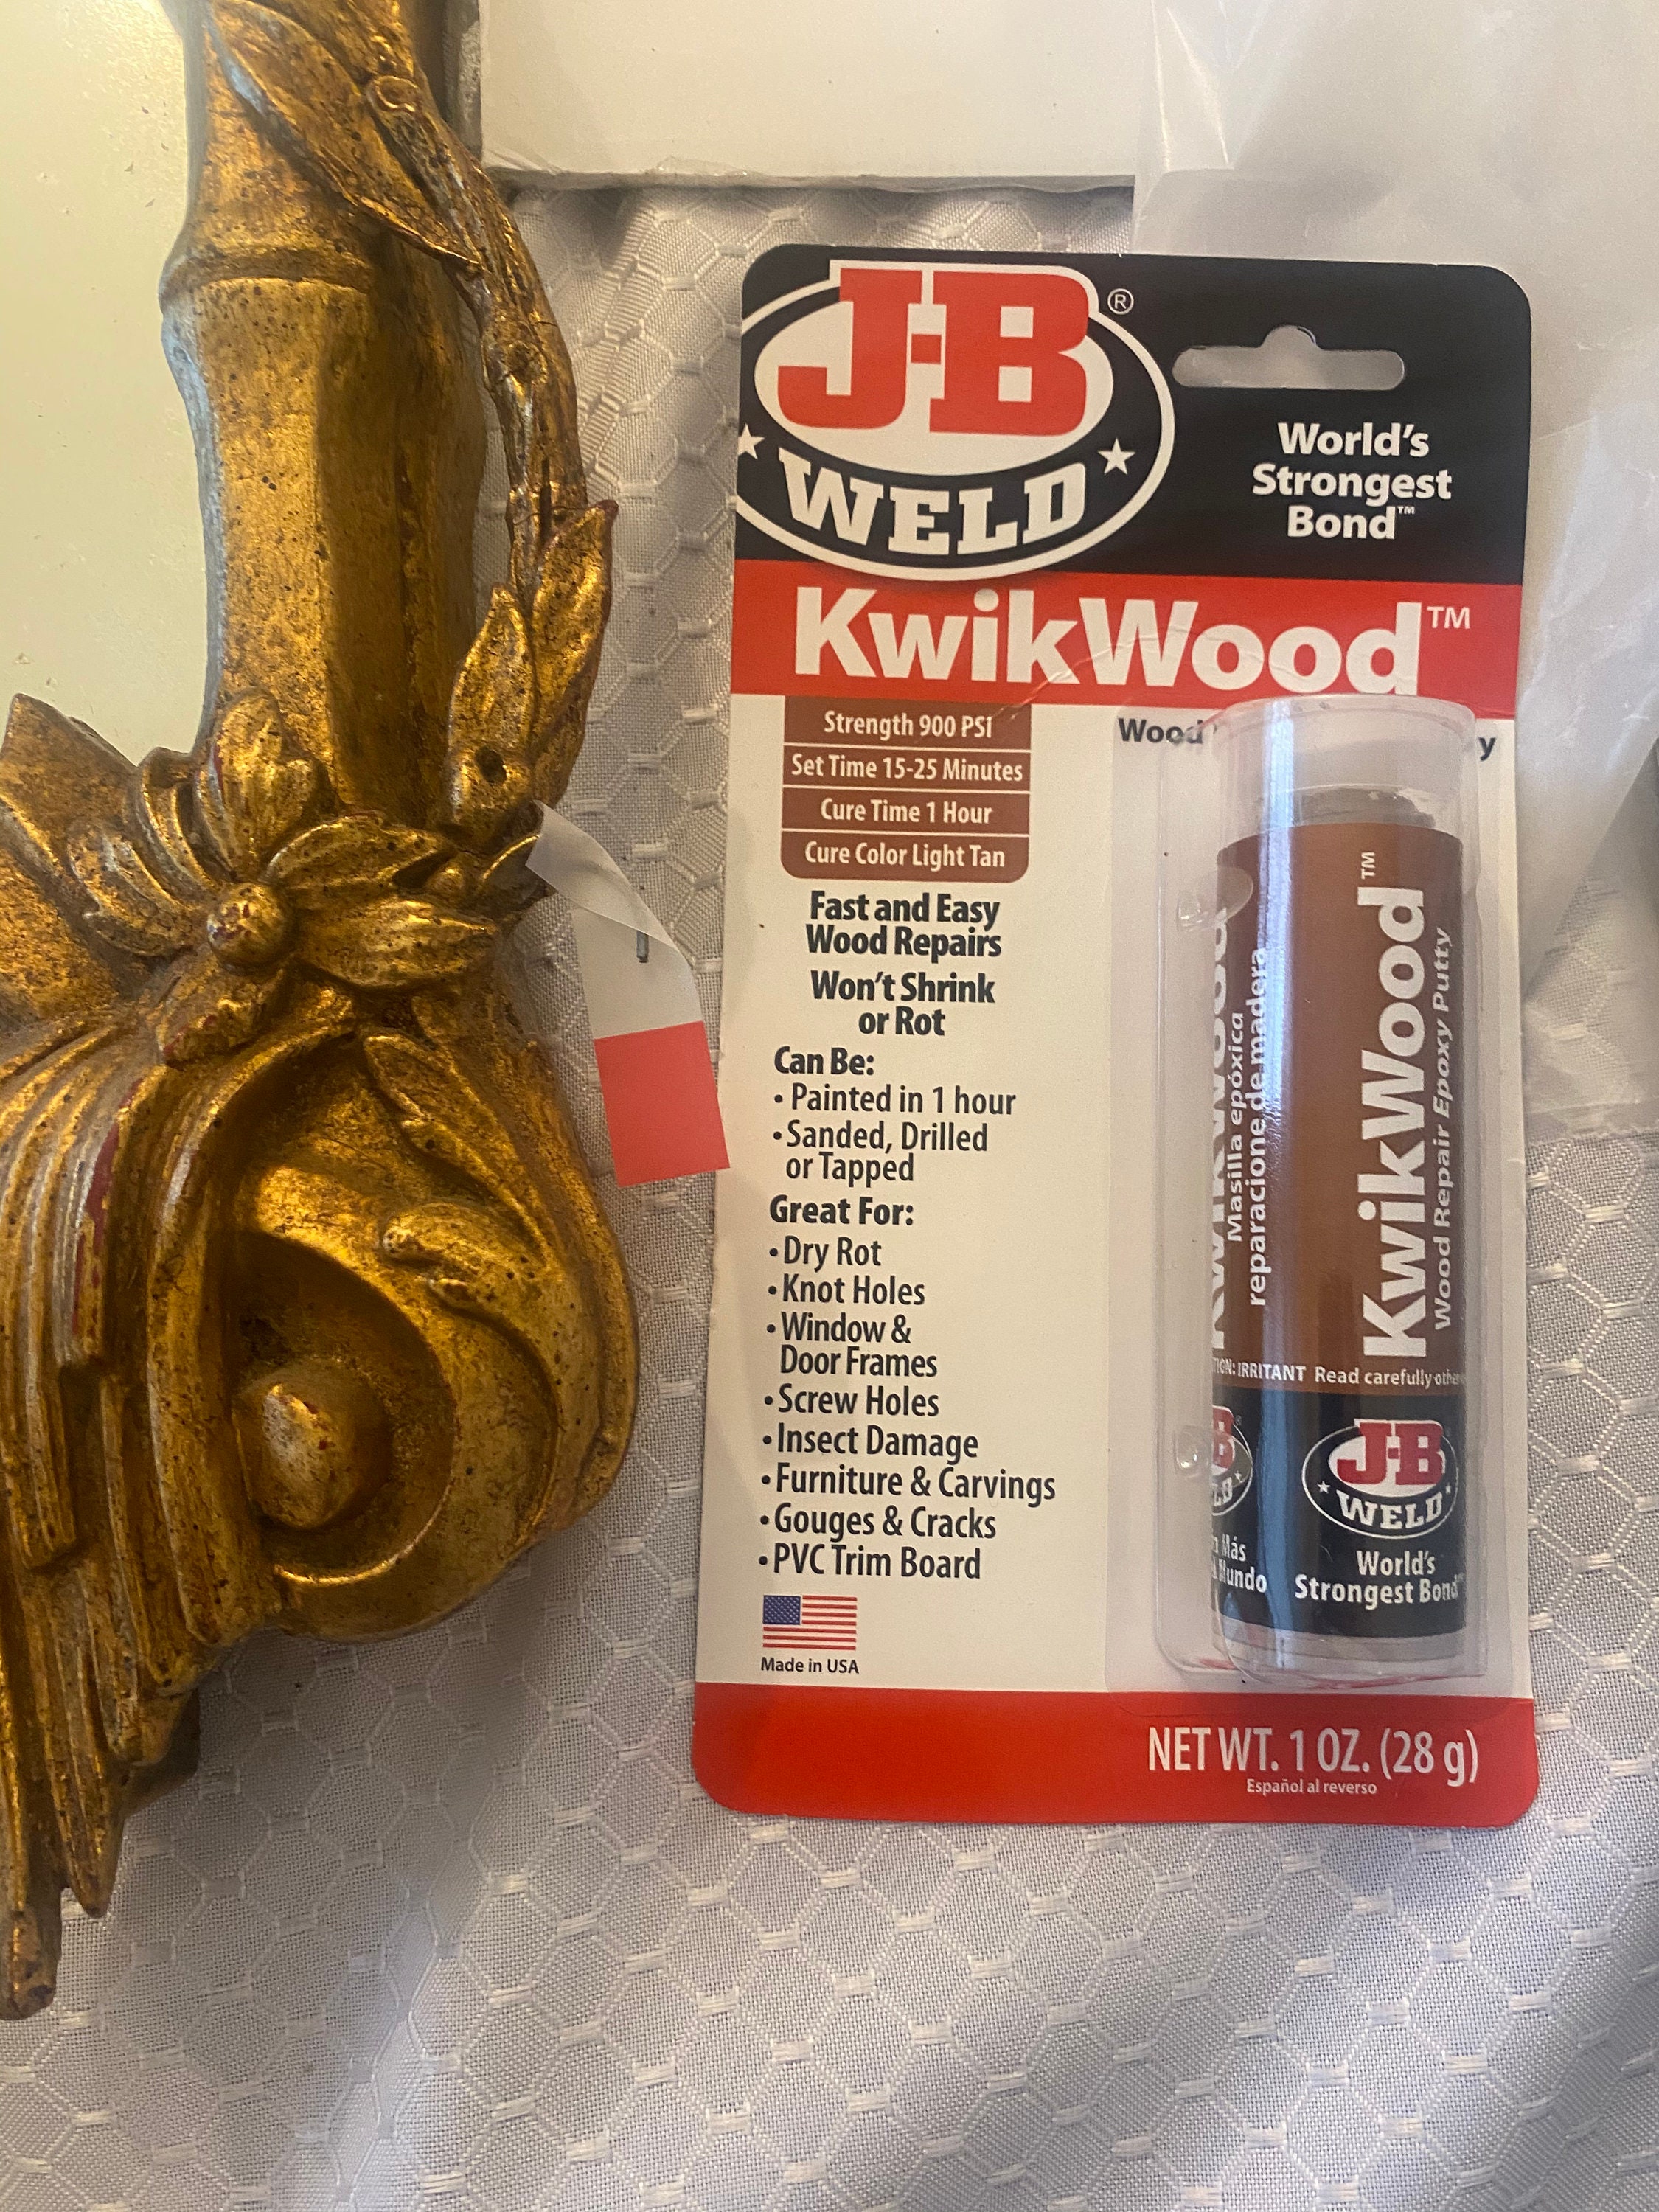 J-B
WELD
®
World's
Strongest
Bond™
KwikWood™
Strength 900 PSI
Set Time 15-25 Minutes
Cure Time 1 Hour
Cure Color Light Tan
Wood
y
Fast and Easy
Wood Repairs
Won't Shrink
or Rot
Can Be:
• Painted in 1 hour
• Sanded, Drilled
or Tapped
Great For:
• Dry Rot
• Knot Holes
• Window &
Door Frames
• Screw Holes
• Insect Damage
• Furniture & Carvings
• Gouges & Cracks
• PVC Trim Board
Made in USA
Masilla epóxica
reparacione de madera
KwikWood™
Wood Repair Epoxy Putty
IRRITANT Read carefully
J-B
WELD
World's
Strongest Bond™
Más
Mundo
NET WT. 1 OZ. (28 g)
Español al reverso